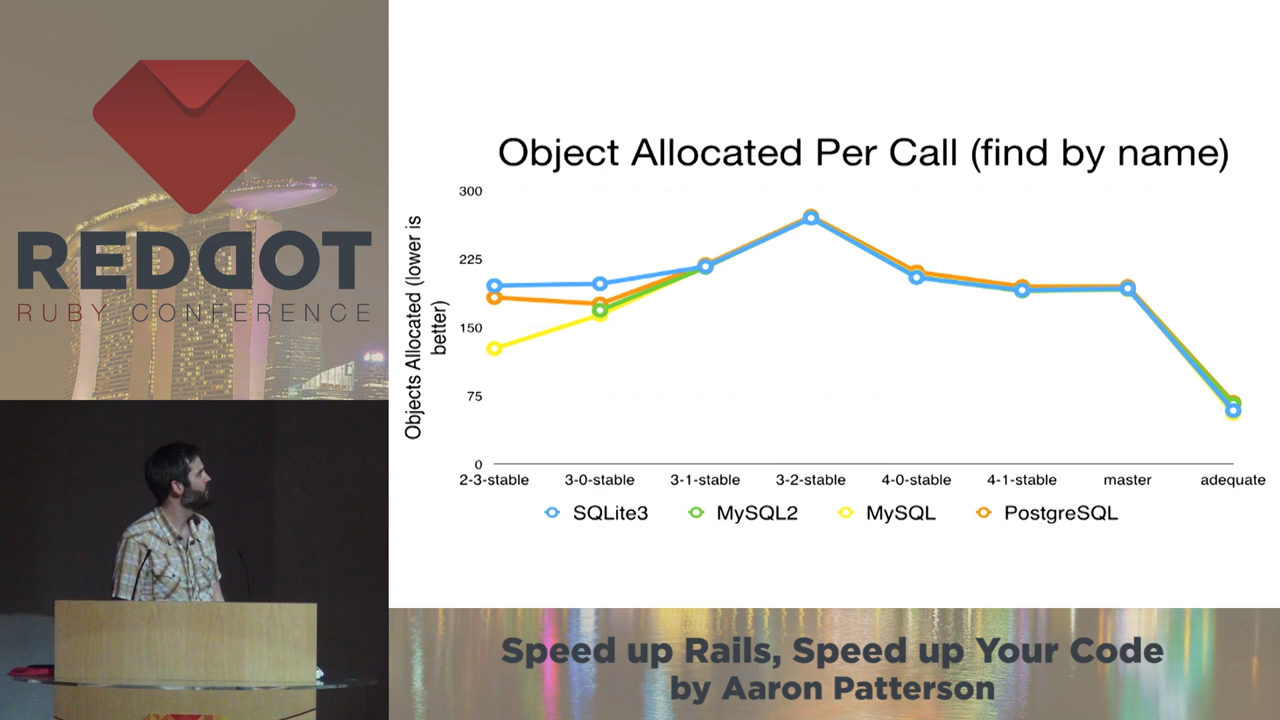 REDDOT
RUBY CONFERENCE
Object Allocated Per Call (find by name)
Objects Allocated (lower is
better)
300
225
150
75
0
2-3-stable
3-0-stable
3-1-stable
3-2-stable
4-0-stable
4-1-stable
master
adequate
SQLite3
MySQL2
MySQL
PostgreSQL
Speed up Rails, Speed up Your Code
by Aaron Patterson